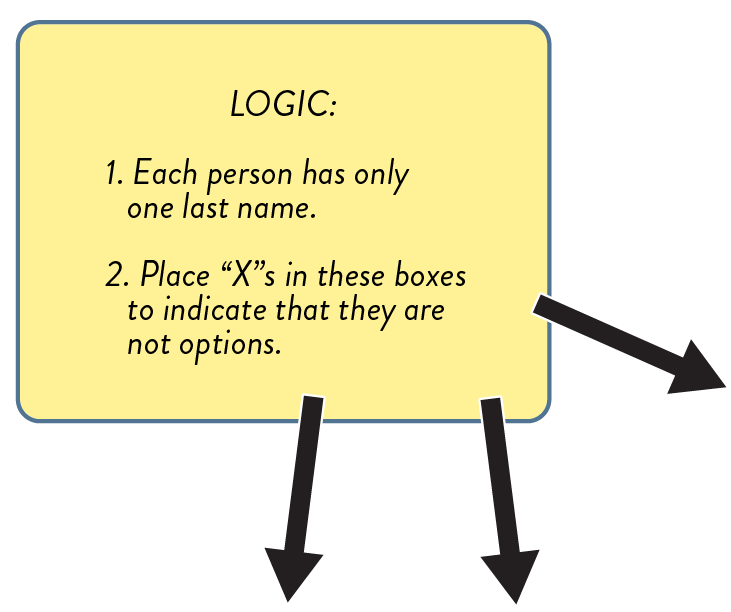 LOGIC:
1. Each person has only
one last name.
2. Place “X”s in these boxes
to indicate that they are
not options.